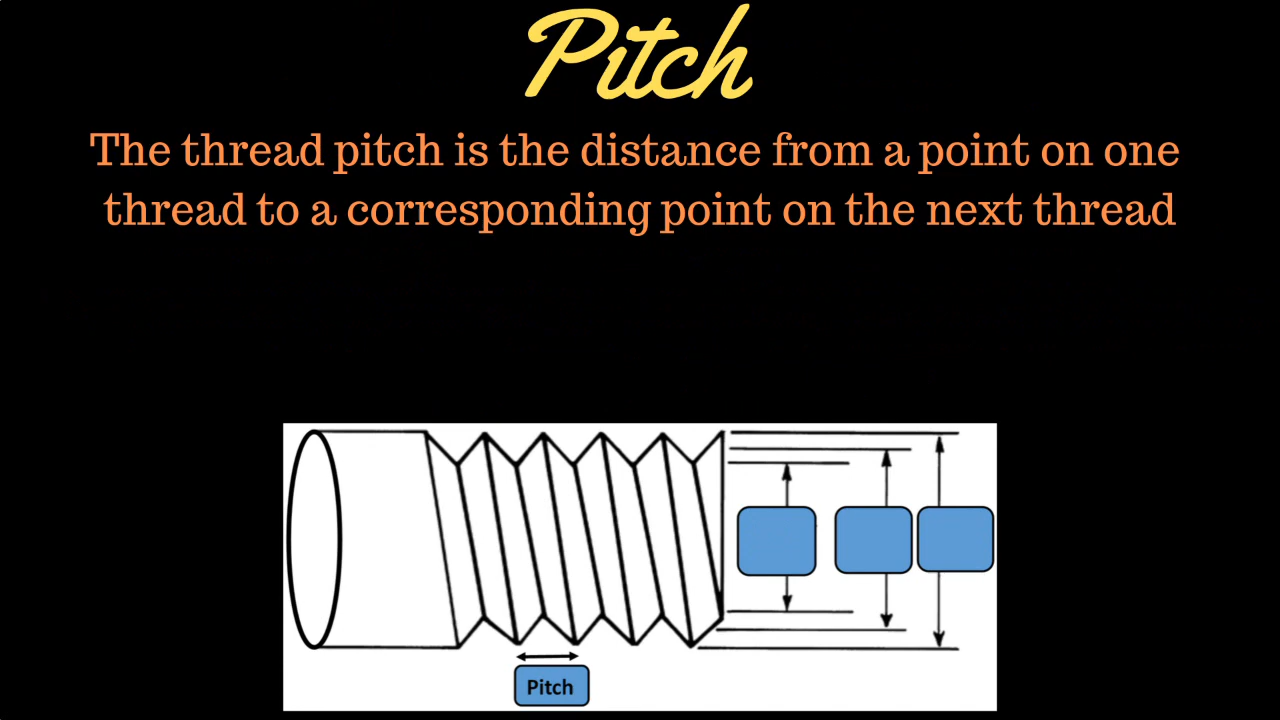 Pitch
The thread pitch is the distance from a point on one
thread to a corresponding point on the next thread
Pitch